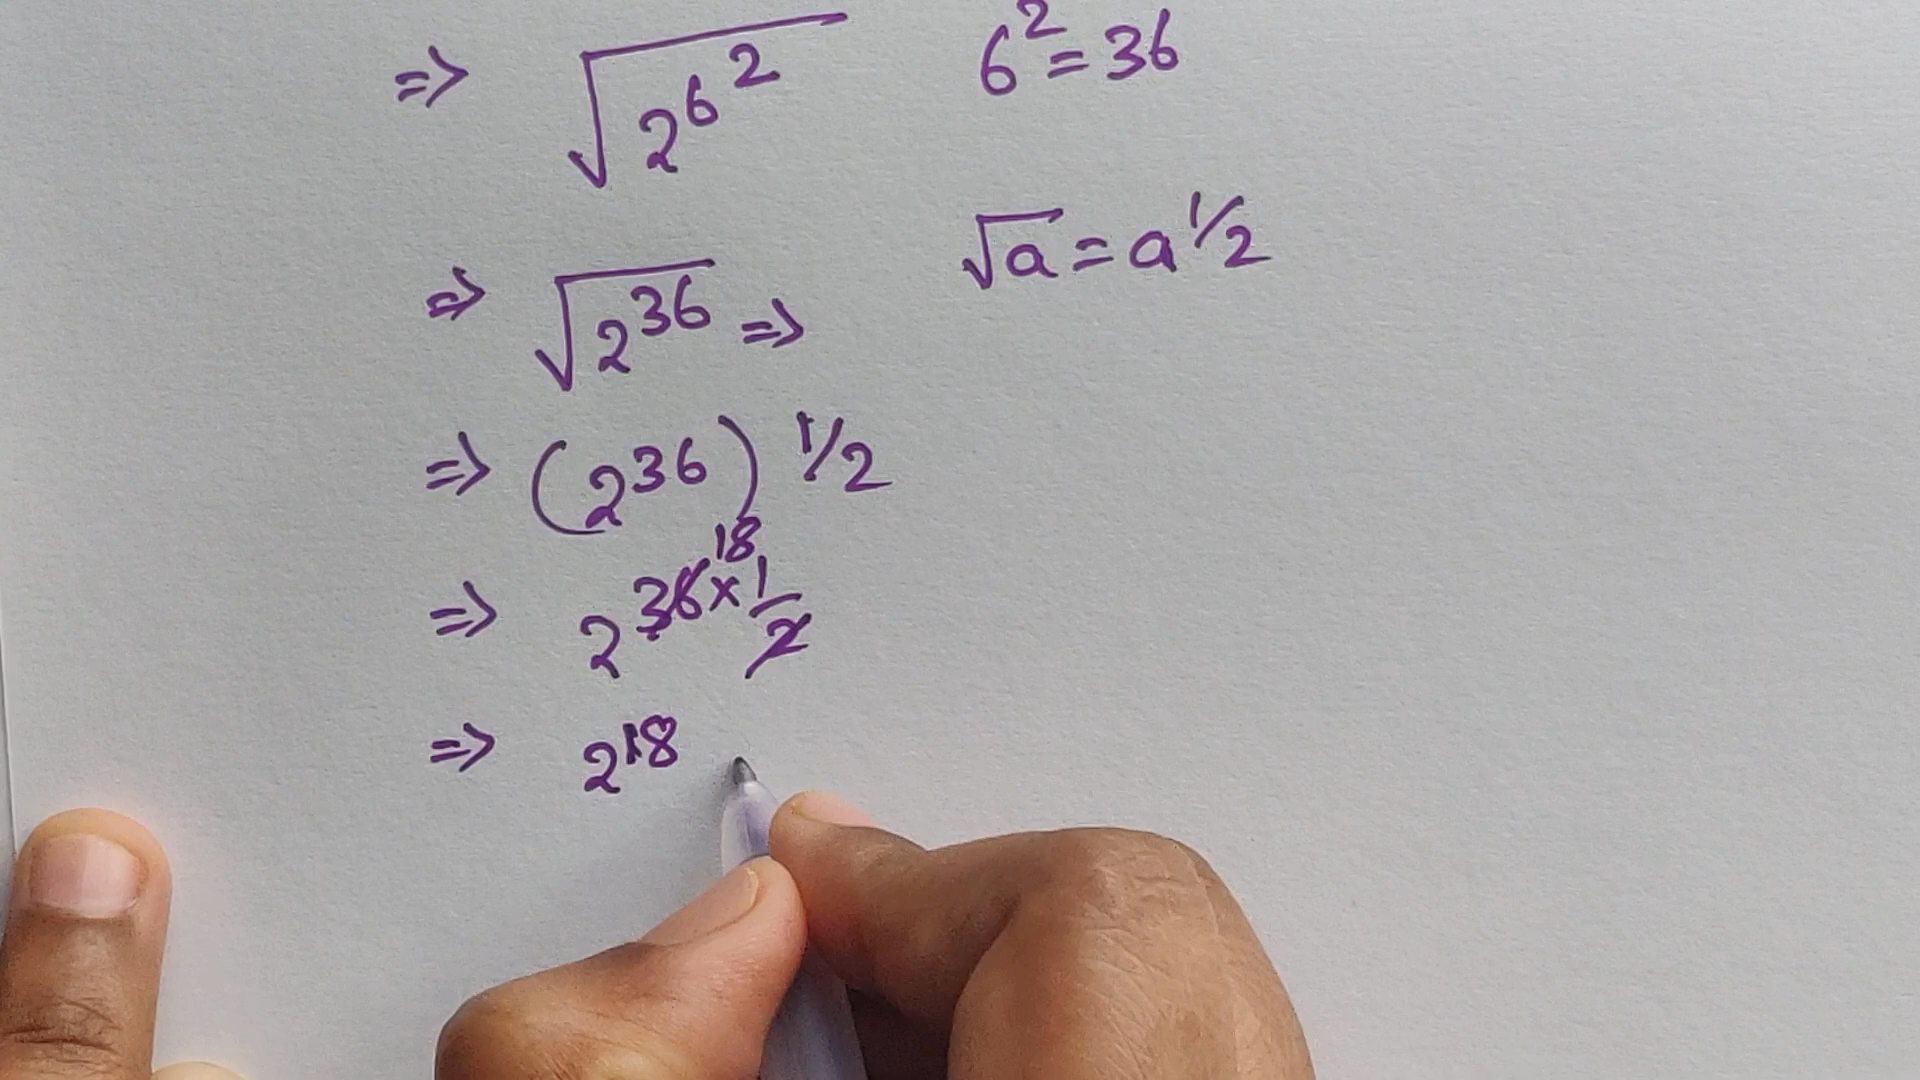 ⇒ √2^6^2 6^2 = 36
⇒ √2^36 ⇒ √a = a^1/2
⇒ (2^36)^1/2
18
⇒ 2^36×1/2
⇒ 2^18